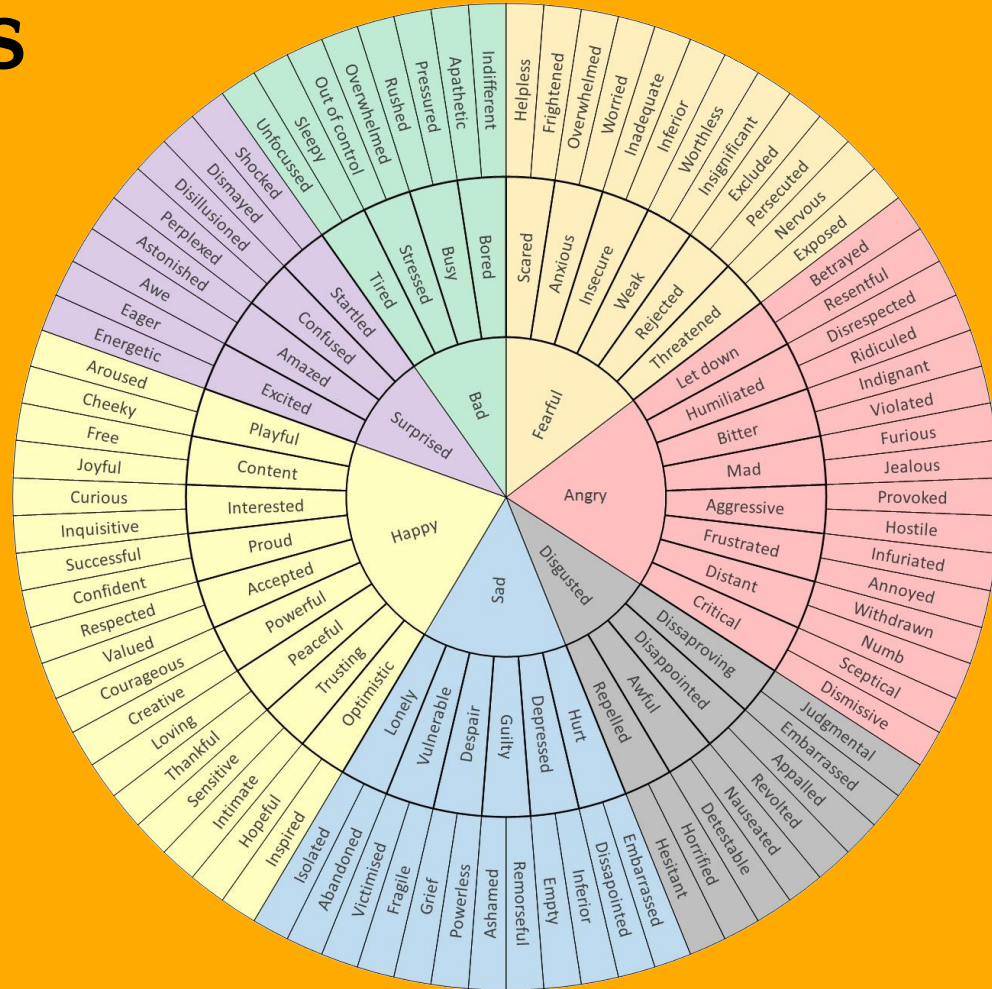 s
Bad
Fearful
Angry
Disgusted
Sad
Happy
Surprised
Tired
Stressed
Busy
Bored
Scared
Anxious
Insecure
Weak
Rejected
Threatened
Let down
Humiliated
Bitter
Mad
Aggressive
Frustrated
Distant
Critical
Dissaproving
Disappointed
Awful
Repelled
Hurt
Depressed
Guilty
Despair
Vulnerable
Lonely
Optimistic
Trusting
Peaceful
Powerful
Accepted
Proud
Interested
Content
Playful
Excited
Amazed
Confused
Startled
Unfocussed
Sleepy
Out of control
Overwhelmed
Rushed
Pressured
Apathetic
Indifferent
Helpless
Frightened
Overwhelmed
Worried
Inadequate
Inferior
Worthless
Insignificant
Excluded
Persecuted
Nervous
Exposed
Betrayed
Resentful
Disrespected
Ridiculed
Indignant
Violated
Furious
Jealous
Provoked
Hostile
Infuriated
Annoyed
Withdrawn
Numb
Sceptical
Dismissive
Judgmental
Embarrassed
Appalled
Revolted
Nauseated
Detestable
Horrified
Hesitant
Embarrassed
Dissapointed
Inferior
Empty
Remorseful
Ashamed
Powerless
Grief
Fragile
Victimised
Abandoned
Isolated
Inspired
Hopeful
Intimate
Sensitive
Thankful
Loving
Creative
Courageous
Valued
Respected
Confident
Successful
Inquisitive
Curious
Joyful
Free
Cheeky
Aroused
Energetic
Eager
Awe
Astonished
Perplexed
Disillusioned
Dismayed
Shocked